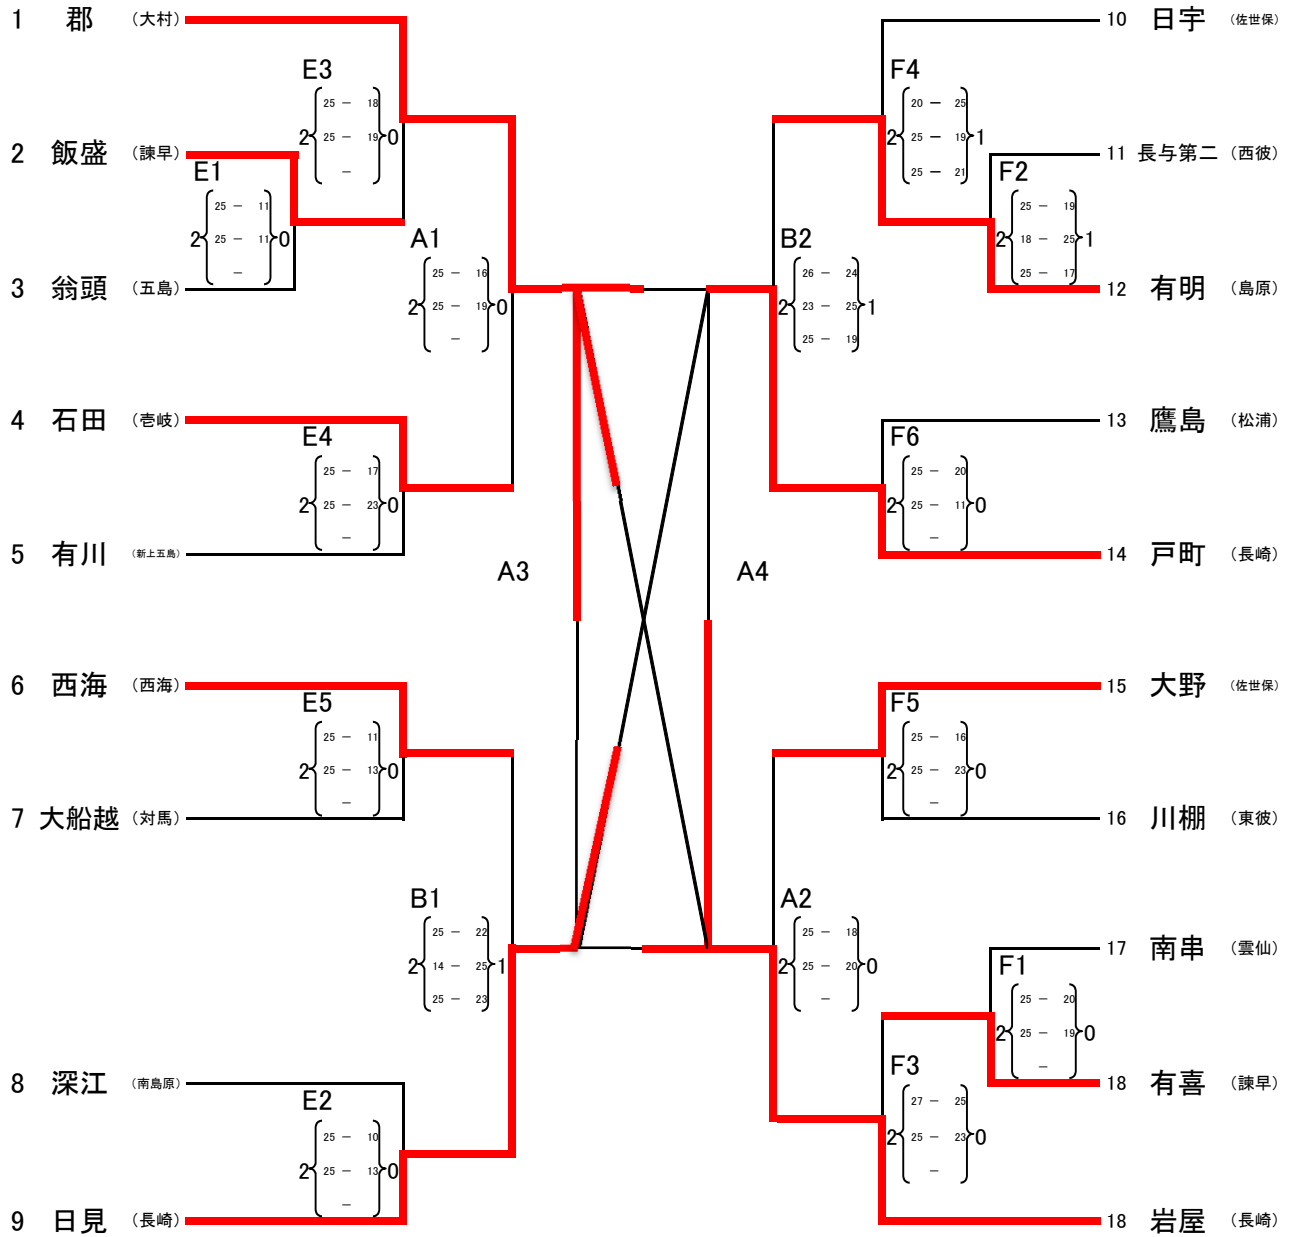 1 郡 （大村）
E3
25 － 18
2 25 － 19 0
－
2 飯盛 （諫早）
E1
25 － 11
2 25 － 11 0
－
3 翁頭 （五島）
A1
25 － 16
2 25 － 19 0
－
4 石田 （壱岐）
E4
25 － 17
2 25 － 23 0
－
5 有川 （新上五島）
A3
6 西海 （西海）
E5
25 － 11
2 25 － 13 0
－
7 大船越 （対馬）
B1
25 － 22
2 14 － 25 1
25 － 23
8 深江 （南島原）
E2
25 － 10
2 25 － 13 0
－
9 日見 （長崎）
10 日宇 （佐世保）
F4
20 － 25
2 25 － 19 1
25 － 21
11 長与第二 （西彼）
F2
25 － 19
2 18 － 25 1
25 － 17
12 有明 （島原）
B2
26 － 24
2 23 － 25 1
25 － 19
13 鷹島 （松浦）
F6
25 － 20
2 25 － 11 0
－
14 戸町 （長崎）
A4
15 大野 （佐世保）
F5
25 － 16
2 25 － 23 0
－
16 川棚 （東彼）
A2
25 － 18
2 25 － 20 0
－
17 南串 （雲仙）
F1
25 － 20
2 25 － 19 0
－
18 有喜 （諫早）
F3
27 － 25
2 25 － 23 0
－
18 岩屋 （長崎）